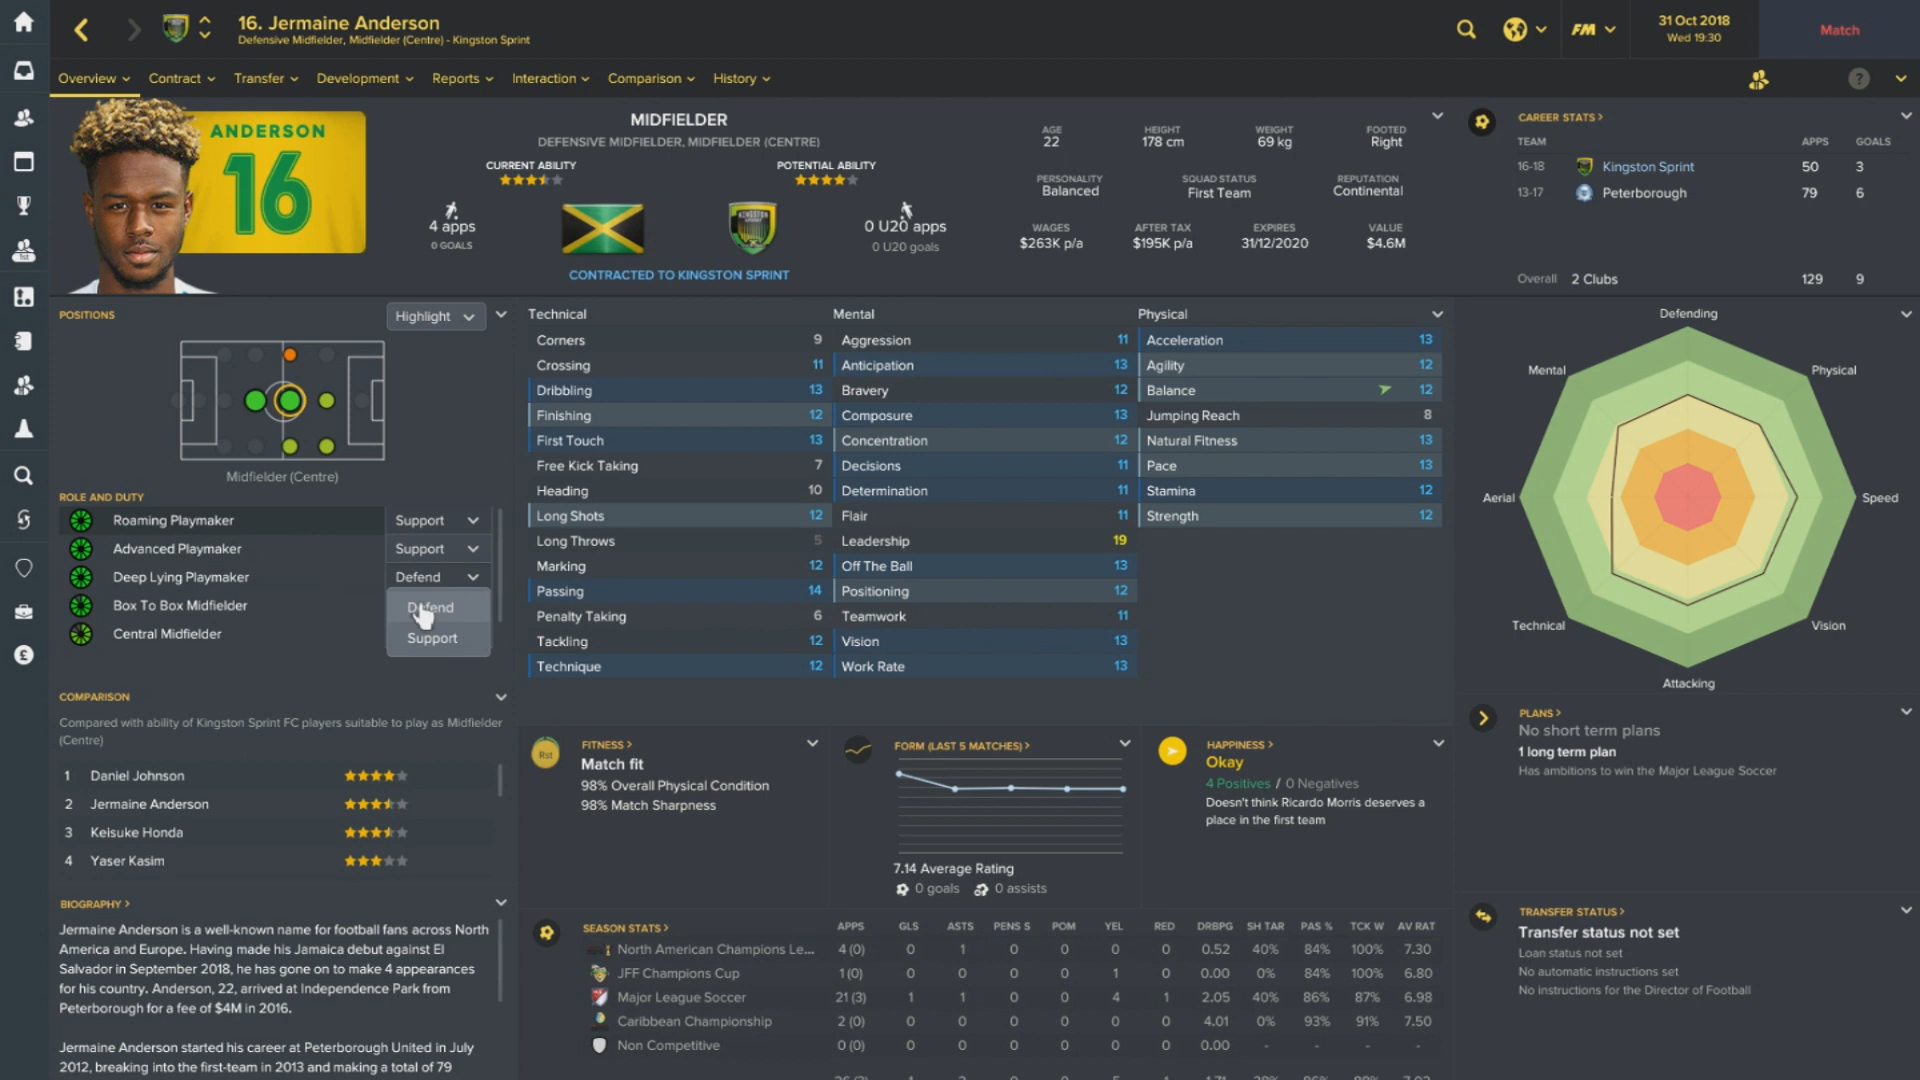 16. Jermaine Anderson
Defensive Midfielder, Midfielder (Centre) - Kingston Sprint
FM
31 Oct 2018
Wed 19:30
Match
Overview Contract Transfer Development Reports Interaction Comparison History
?
ANDERSON
16
MIDFIELDER
DEFENSIVE MIDFIELDER, MIDFIELDER (CENTRE)
CURRENT ABILITY POTENTIAL ABILITY
4 apps
0 GOALS
0 U20 apps
0 U20 goals
CONTRACTED TO KINGSTON SPRINT
AGE HEIGHT WEIGHT FOOTED
22 178 cm 69 kg Right
PERSONALITY SQUAD STATUS REPUTATION
Balanced First Team Continental
WAGES AFTER TAX EXPIRES VALUE
$263K p/a $195K p/a 31/12/2020 $4.6M
CAREER STATS >
TEAM APPS GOALS
16-18 Kingston Sprint 50 3
13-17 Peterborough 79 6
Overall 2 Clubs 129 9
POSITIONS
Highlight
Midfielder (Centre)
ROLE AND DUTY
Roaming Playmaker Support
Advanced Playmaker Support
Deep Lying Playmaker Defend
Box To Box Midfielder
Central Midfielder
Defend
Support
Technical
Corners 9
Crossing 11
Dribbling 13
Finishing 12
First Touch 13
Free Kick Taking 7
Heading 10
Long Shots 12
Long Throws 5
Marking 12
Passing 14
Penalty Taking 6
Tackling 12
Technique 12
Mental
Aggression 11
Anticipation 13
Bravery 12
Composure 13
Concentration 12
Decisions 11
Determination 11
Flair 11
Leadership 19
Off The Ball 13
Positioning 12
Teamwork 11
Vision 13
Work Rate 13
Physical
Acceleration 13
Agility 12
Balance 12
Jumping Reach 8
Natural Fitness 13
Pace 13
Stamina 12
Strength 12
Defending
Physical
Speed
Vision
Attacking
Technical
Aerial
Mental
COMPARISON
Compared with ability of Kingston Sprint FC players suitable to play as Midfielder
(Centre)
1 Daniel Johnson
2 Jermaine Anderson
3 Keisuke Honda
4 Yaser Kasim
BIOGRAPHY >
Jermaine Anderson is a well-known name for football fans across North
America and Europe. Having made his Jamaica debut against El
Salvador in September 2018, he has gone on to make 4 appearances
for his country. Anderson, 22, arrived at Independence Park from
Peterborough for a fee of $4M in 2016.
Jermaine Anderson started his career at Peterborough United in July
2012, breaking into the first-team in 2013 and making a total of 79
Rst
FITNESS >
Match fit
98% Overall Physical Condition
98% Match Sharpness
FORM (LAST 5 MATCHES) >
7.14 Average Rating
0 goals 0 assists
HAPPINESS >
Okay
4 Positives / 0 Negatives
Doesn't think Ricardo Morris deserves a
place in the first team
PLANS >
No short term plans
1 long term plan
Has ambitions to win the Major League Soccer
SEASON STATS > APPS GLS ASTS PENS S POM YEL RED DRBPG SH TAR PAS % TCK W AV RAT
North American Champions Le... 4 (0) 0 1 0 0 0 0 0.52 40% 84% 100% 7.30
JFF Champions Cup 1 (0) 0 0 0 0 1 0 0.00 0% 84% 100% 6.80
Major League Soccer 21 (3) 1 1 0 0 4 1 2.05 40% 86% 87% 6.98
Caribbean Championship 2 (0) 0 0 0 0 0 0 4.01 0% 93% 91% 7.50
Non Competitive 0 (0) 0 0 0 0 0 0 0.00 - - - -
TRANSFER STATUS >
Transfer status not set
Loan status not set
No automatic instructions set
No instructions for the Director of Football